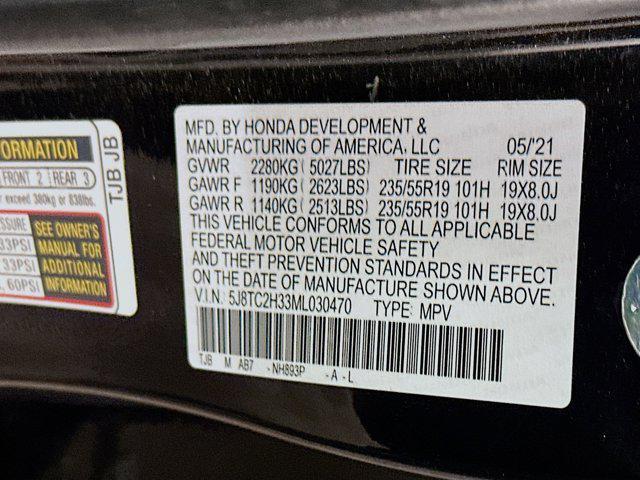 ORMATION
FRONT 2 REAR 3
er exceed 380kg or 838lbs.
33PSI
33PSI
60PSI
SEE OWNER'S
MANUAL FOR
ADDITIONAL
INFORMATION
TJB JB
MFD. BY HONDA DEVELOPMENT &
MANUFACTURING OF AMERICA, LLC 05/'21
GVWR 2280KG( 5027LBS) TIRE SIZE RIM SIZE
GAWR F 1190KG( 2623LBS) 235/55R19 101H 19X8.0J
GAWR R 1140KG( 2513LBS) 235/55R19 101H 19X8.0J
THIS VEHICLE CONFORMS TO ALL APPLICABLE
FEDERAL MOTOR VEHICLE SAFETY
AND THEFT PREVENTION STANDARDS IN EFFECT
ON THE DATE OF MANUFACTURE SHOWN ABOVE.
V.I.N: 5J8TC2H33ML030470 TYPE: MPV
TJB M AB7 -NH893P -A-L